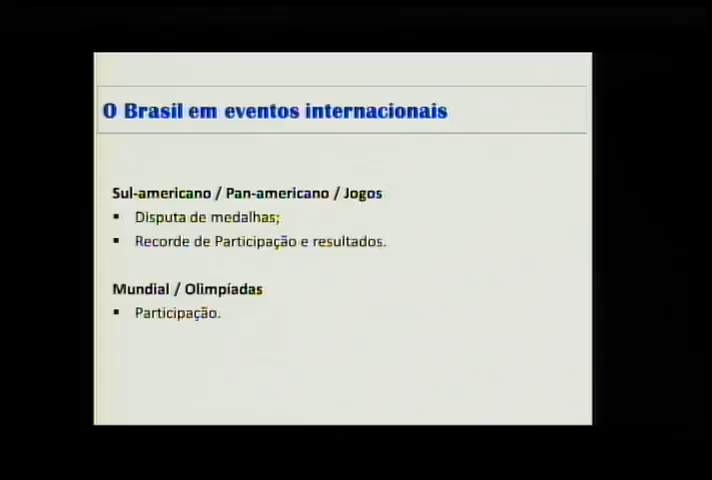 O Brasil em eventos internacionais
Sul-americano / Pan-americano / Jogos
▪ Disputa de medalhas;
▪ Recorde de Participação e resultados.
Mundial / Olimpíadas
▪ Participação.